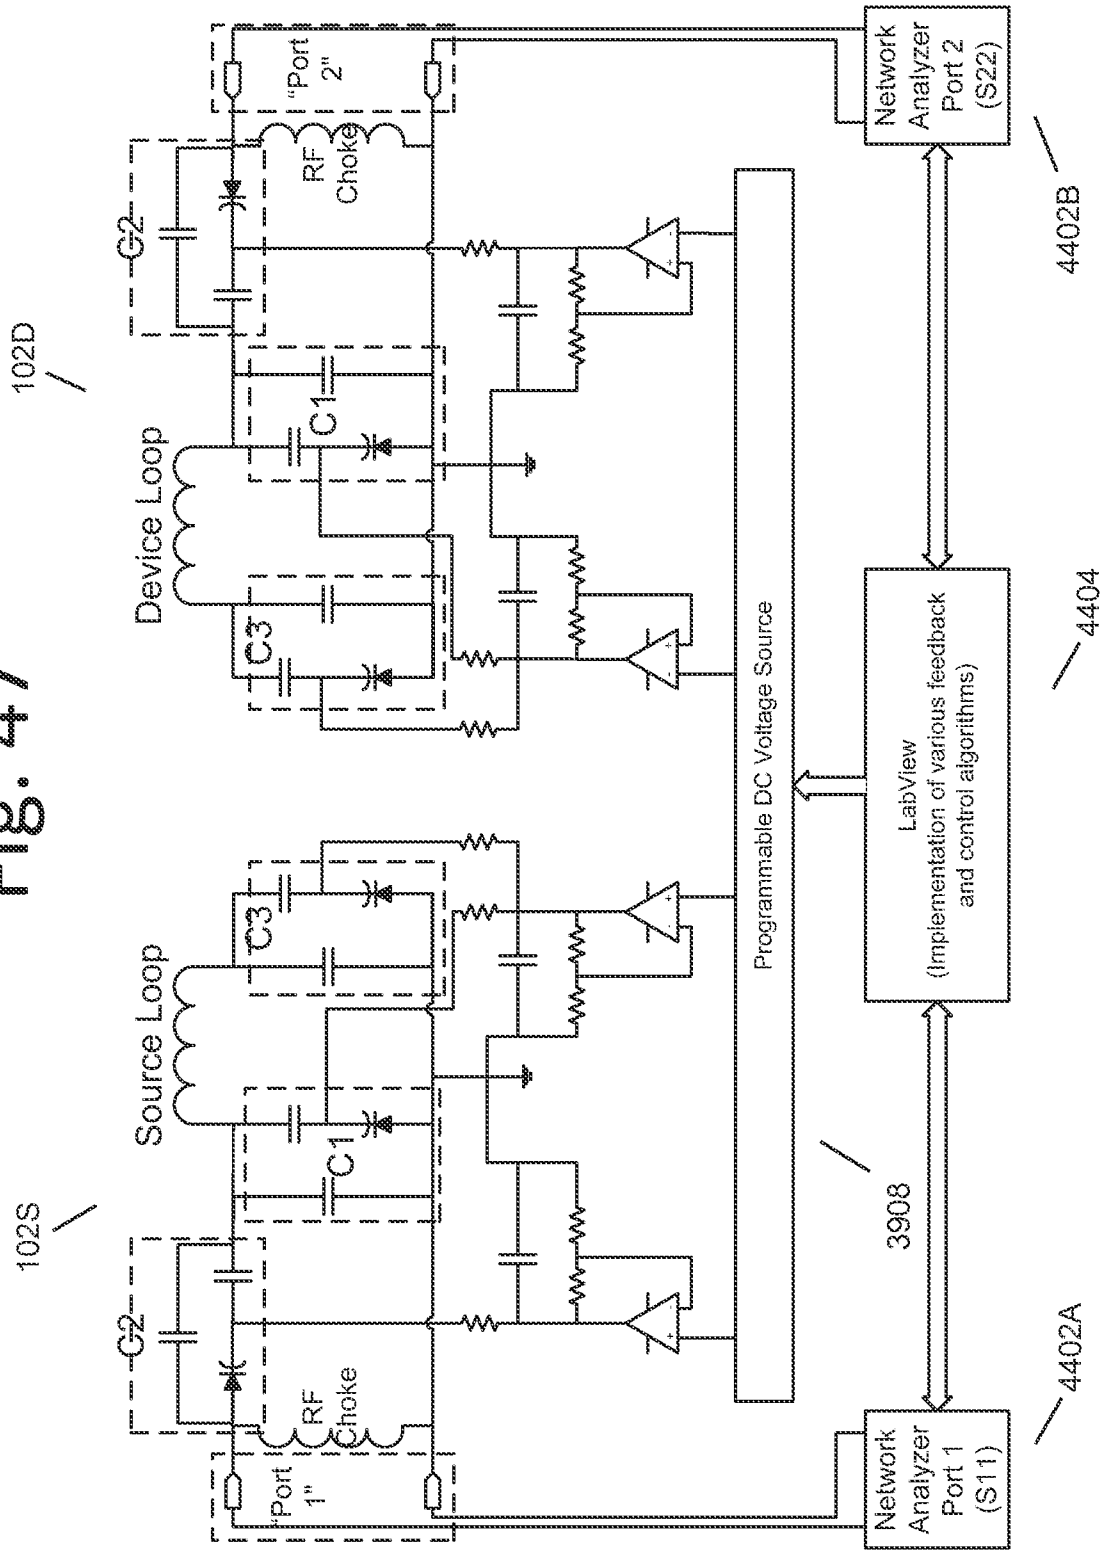 Fig. 47
102S
102D
Source Loop
Device Loop
C2
C1
C3
C3
C1
C2
"Port
1"
RF
Choke
RF
Choke
"Port
2"
+
-
+
-
+
-
+
-
Programmable DC Voltage Source
3908
Network
Analyzer
Port 1
(S11)
LabView
(Implementation of various feedback
and control algorithms)
Network
Analyzer
Port 2
(S22)
4402A
4404
4402B